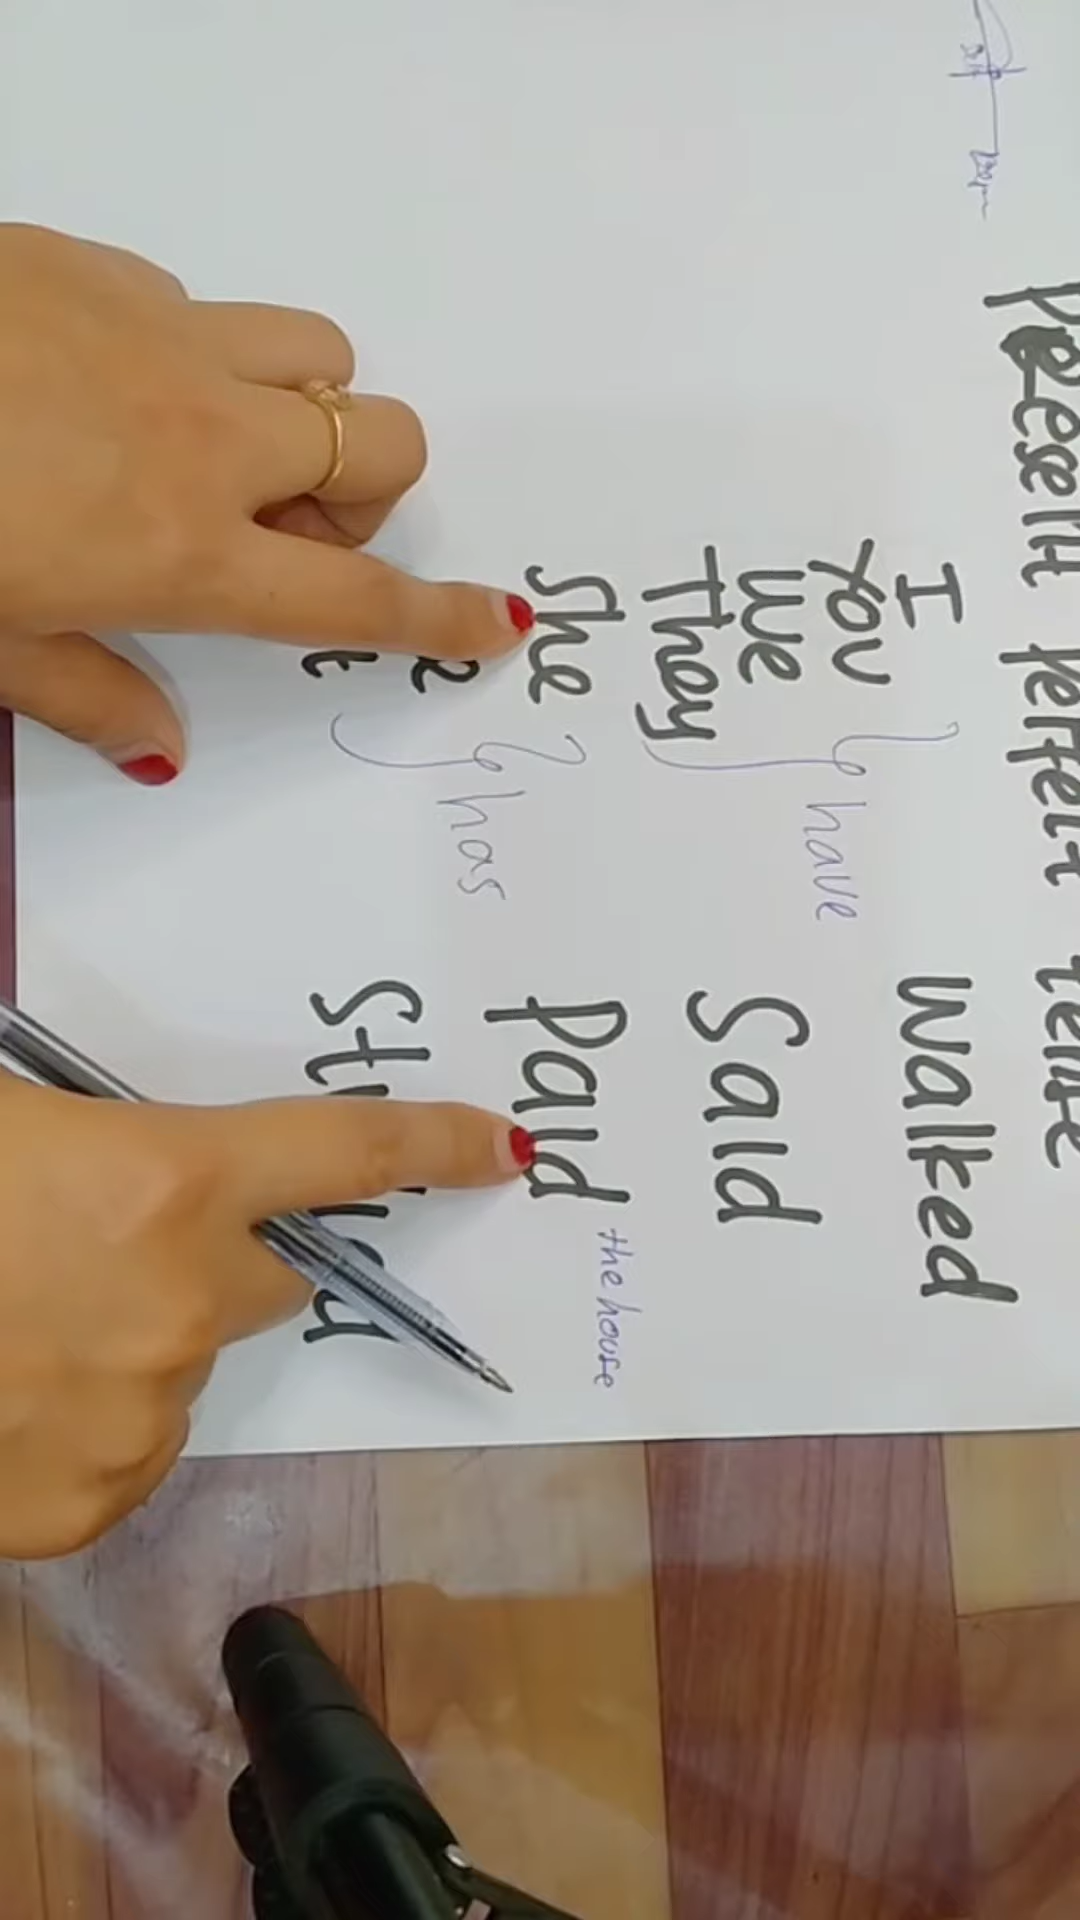 Present Perfect tense
I
You
We
They
have
She
has
walked
Said
Paid the house